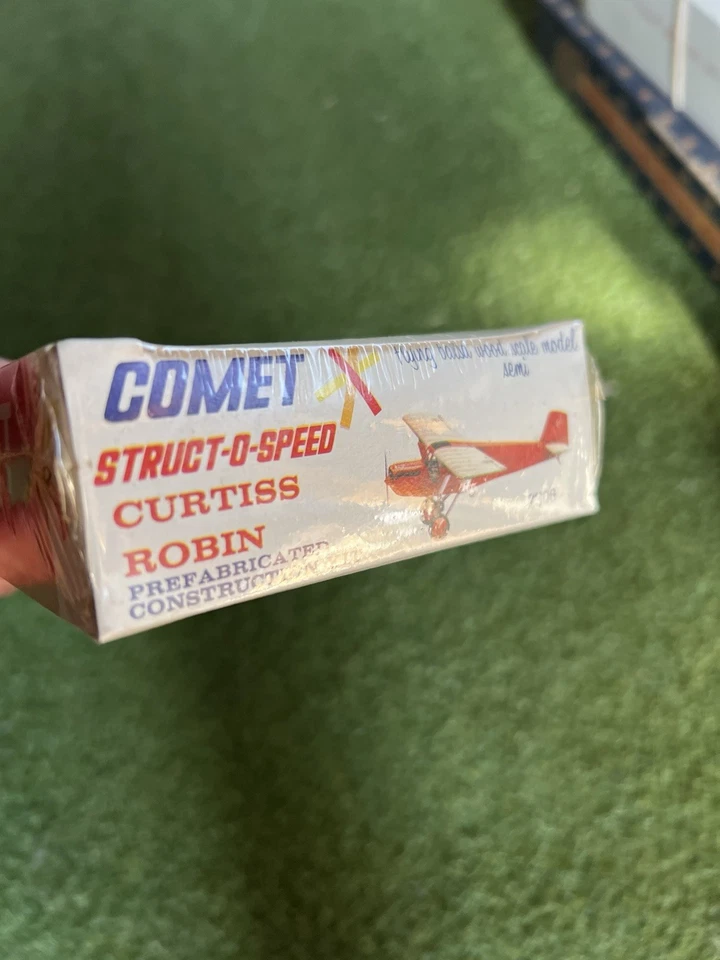 COMET
Flying balsa wood scale model
semi
STRUCT-O-SPEED
CURTISS
ROBIN
PREFABRICATED
CONSTRUCTION KIT